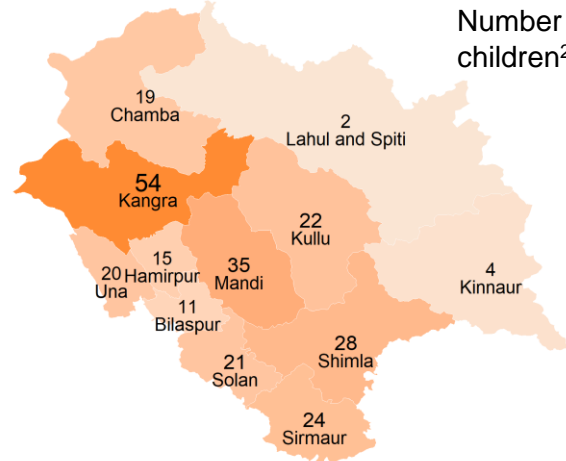 Number
children²
19
Chamba
2
Lahul and Spiti
54
Kangra
22
Kullu
15
Hamirpur
35
Mandi
20
Una
4
Kinnaur
11
Bilaspur
28
Shimla
21
Solan
24
Sirmaur